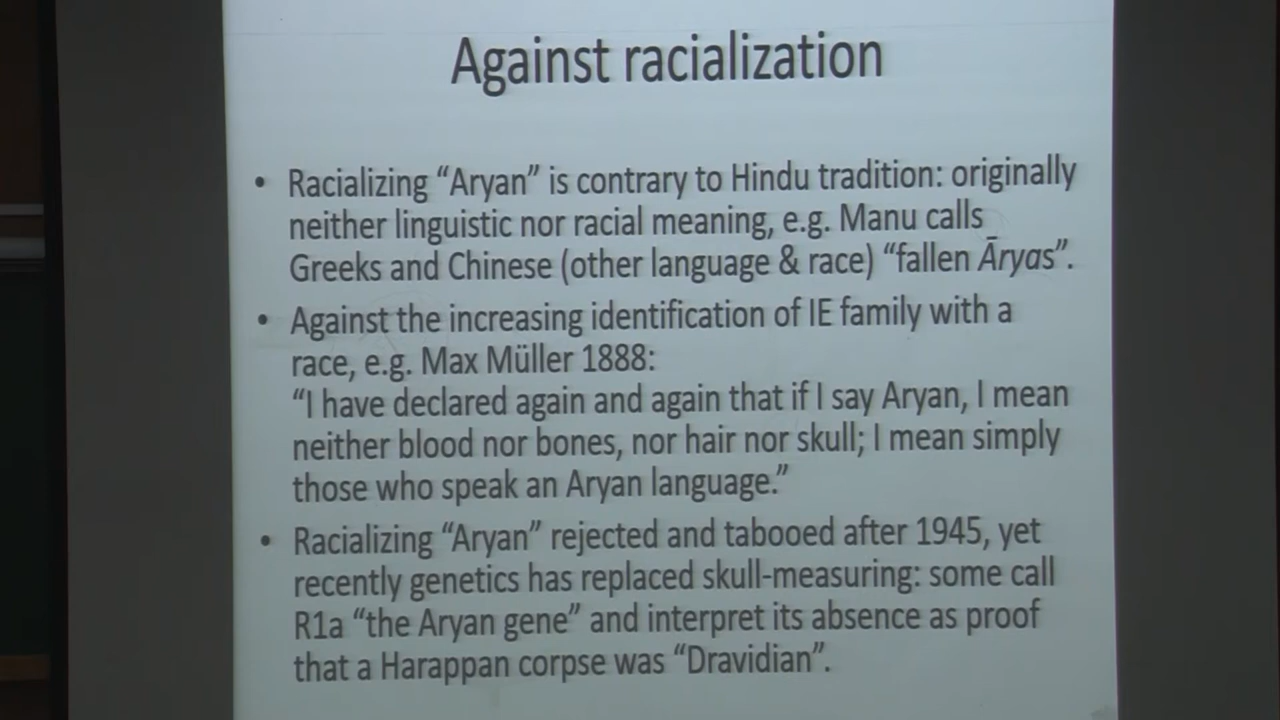 Against racialization
• Racializing “Aryan” is contrary to Hindu tradition: originally
neither linguistic nor racial meaning, e.g. Manu calls
Greeks and Chinese (other language & race) “fallen Āryas”.
• Against the increasing identification of IE family with a
race, e.g. Max Müller 1888:
“I have declared again and again that if I say Aryan, I mean
neither blood nor bones, nor hair nor skull; I mean simply
those who speak an Aryan language.”
• Racializing “Aryan” rejected and tabooed after 1945, yet
recently genetics has replaced skull-measuring: some call
R1a “the Aryan gene” and interpret its absence as proof
that a Harappan corpse was “Dravidian”.